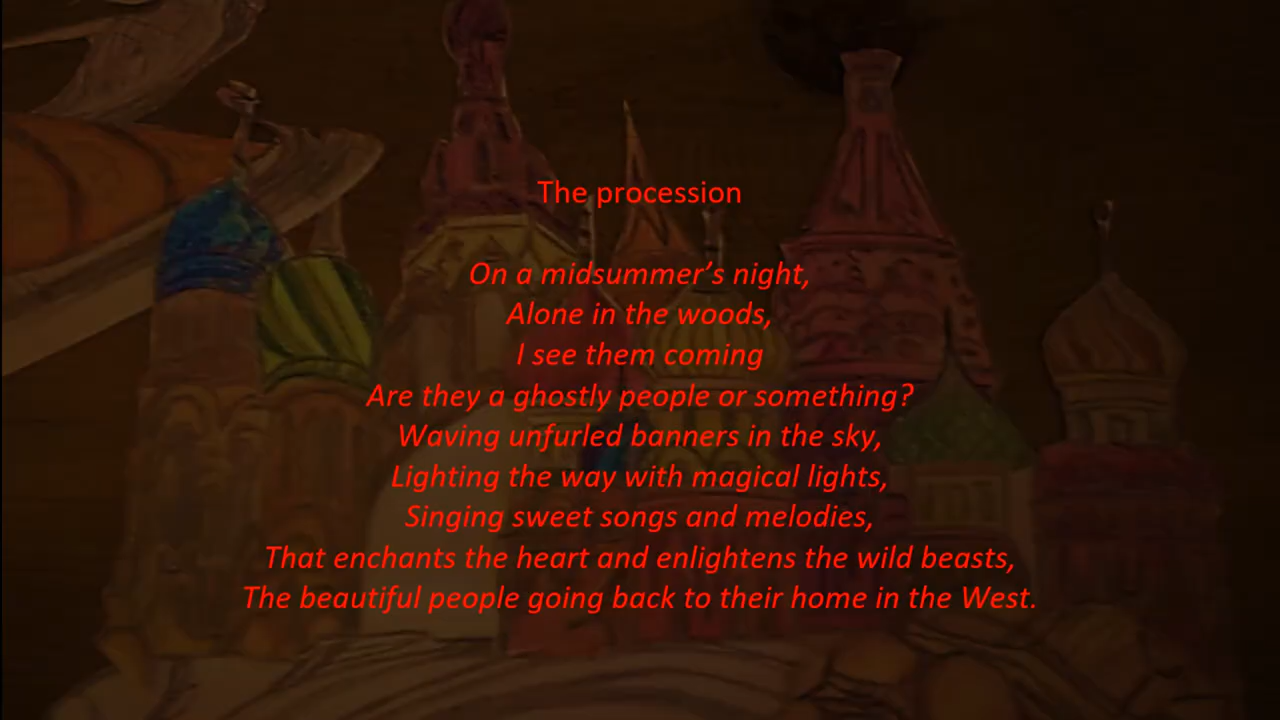 The procession
On a midsummer’s night,
Alone in the woods,
I see them coming
Are they a ghostly people or something?
Waving unfurled banners in the sky,
Lighting the way with magical lights,
Singing sweet songs and melodies,
That enchants the heart and enlightens the wild beasts,
The beautiful people going back to their home in the West.